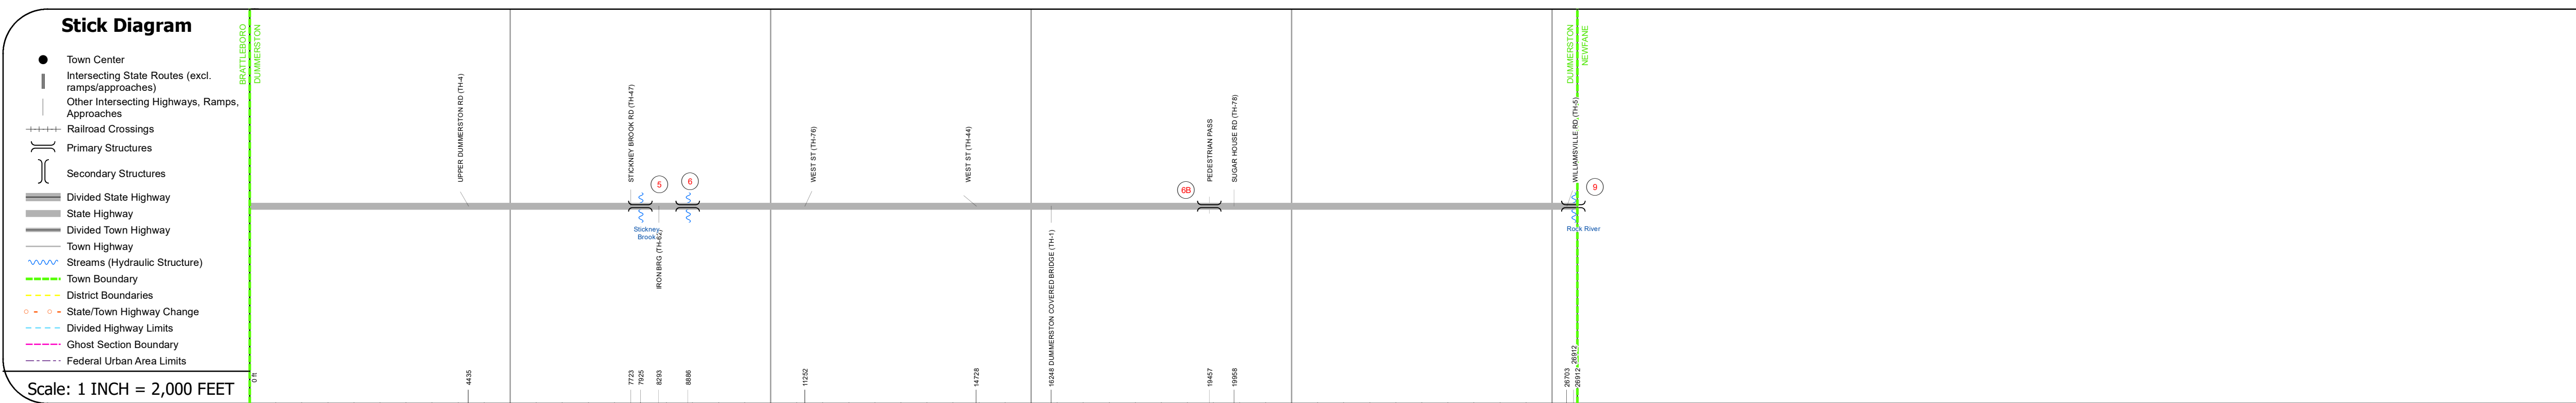 Stick Diagram
Town Center
Intersecting State Routes (excl.
ramps/approaches)
Other Intersecting Highways, Ramps,
Approaches
Railroad Crossings
Primary Structures
Secondary Structures
Divided State Highway
State Highway
Divided Town Highway
Town Highway
Streams (Hydraulic Structure)
Town Boundary
District Boundaries
State/Town Highway Change
Divided Highway Limits
Ghost Section Boundary
Federal Urban Area Limits
Scale: 1 INCH = 2,000 FEET
BRATTLEBORO
DUMMERSTON
UPPER DUMMERSTON RD (TH-4)
STICKNEY BROOK RD (TH-47)
5
6
Stickney
Brook
IRON BRG (TH-62)
WEST ST (TH-76)
WEST ST (TH-44)
DUMMERSTON COVERED BRIDGE (TH-1)
6B
PEDESTRIAN PASS
SUGAR HOUSE RD (TH-78)
DUMMERSTON
NEWFANE
WILLIAMSVILLE RD (TH-5)
9
Rock River
0 ft
4435
7723
7925
8293
8886
11252
14728
16248
19457
19958
26703
26912
26912